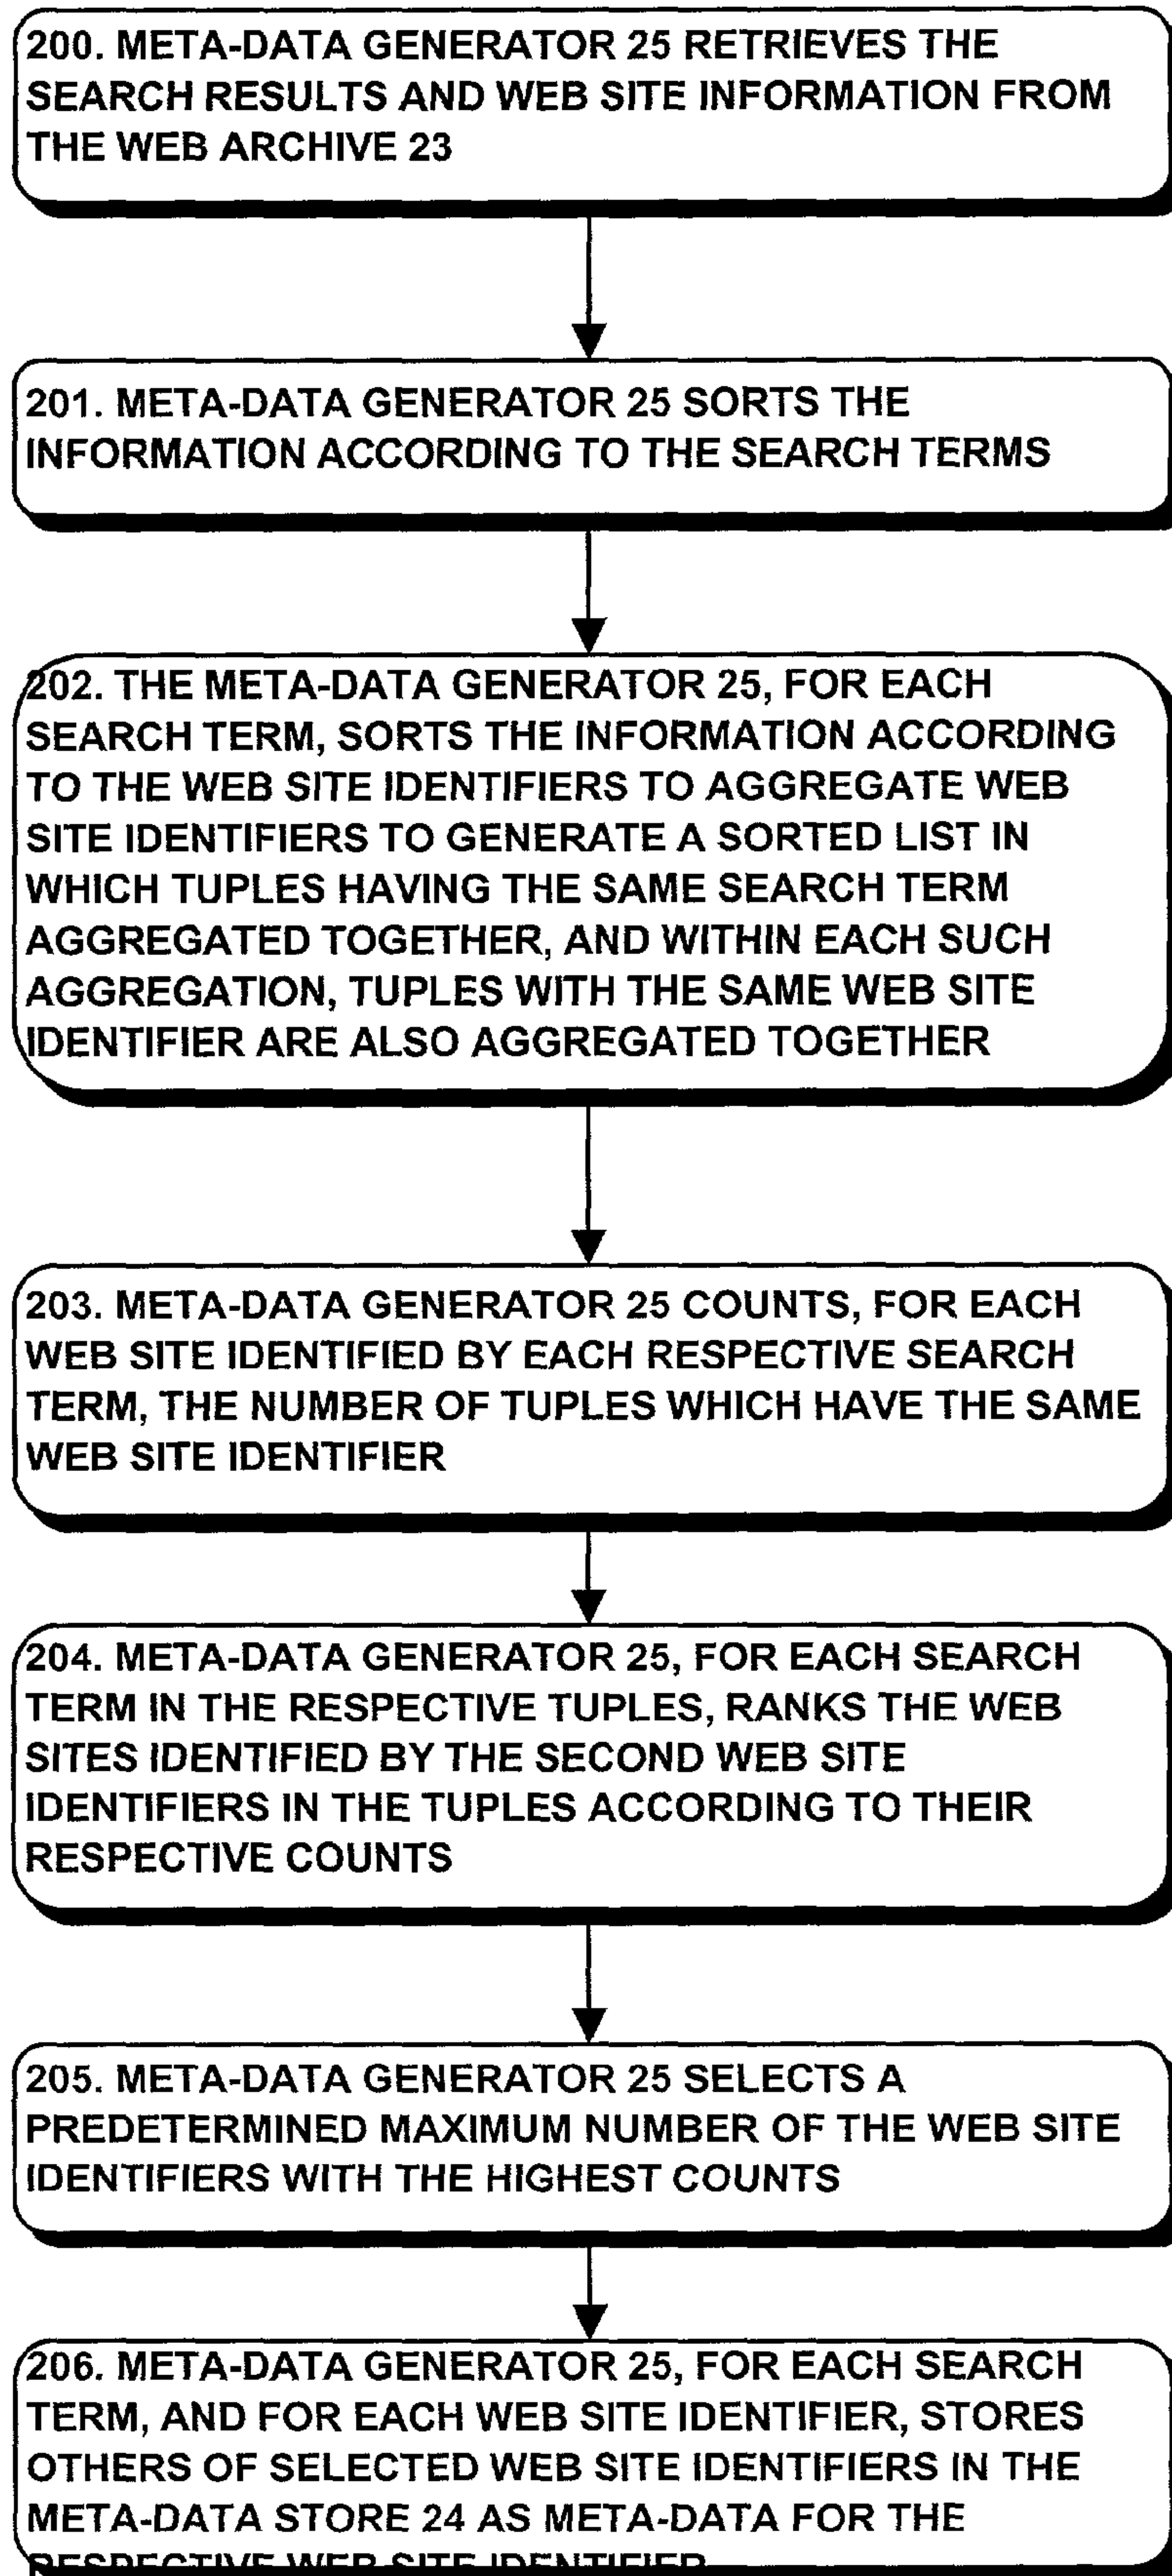 200. META-DATA GENERATOR 25 RETRIEVES THE
SEARCH RESULTS AND WEB SITE INFORMATION FROM
THE WEB ARCHIVE 23
201. META-DATA GENERATOR 25 SORTS THE
INFORMATION ACCORDING TO THE SEARCH TERMS
202. THE META-DATA GENERATOR 25, FOR EACH
SEARCH TERM, SORTS THE INFORMATION ACCORDING
TO THE WEB SITE IDENTIFIERS TO AGGREGATE WEB
SITE IDENTIFIERS TO GENERATE A SORTED LIST IN
WHICH TUPLES HAVING THE SAME SEARCH TERM
AGGREGATED TOGETHER, AND WITHIN EACH SUCH
AGGREGATION, TUPLES WITH THE SAME WEB SITE
IDENTIFIER ARE ALSO AGGREGATED TOGETHER
203. META-DATA GENERATOR 25 COUNTS, FOR EACH
WEB SITE IDENTIFIED BY EACH RESPECTIVE SEARCH
TERM, THE NUMBER OF TUPLES WHICH HAVE THE SAME
WEB SITE IDENTIFIER
204. META-DATA GENERATOR 25, FOR EACH SEARCH
TERM IN THE RESPECTIVE TUPLES, RANKS THE WEB
SITES IDENTIFIED BY THE SECOND WEB SITE
IDENTIFIERS IN THE TUPLES ACCORDING TO THEIR
RESPECTIVE COUNTS
205. META-DATA GENERATOR 25 SELECTS A
PREDETERMINED MAXIMUM NUMBER OF THE WEB SITE
IDENTIFIERS WITH THE HIGHEST COUNTS
206. META-DATA GENERATOR 25, FOR EACH SEARCH
TERM, AND FOR EACH WEB SITE IDENTIFIER, STORES
OTHERS OF SELECTED WEB SITE IDENTIFIERS IN THE
META-DATA STORE 24 AS META-DATA FOR THE
RESPECTIVE WEB SITE IDENTIFIER